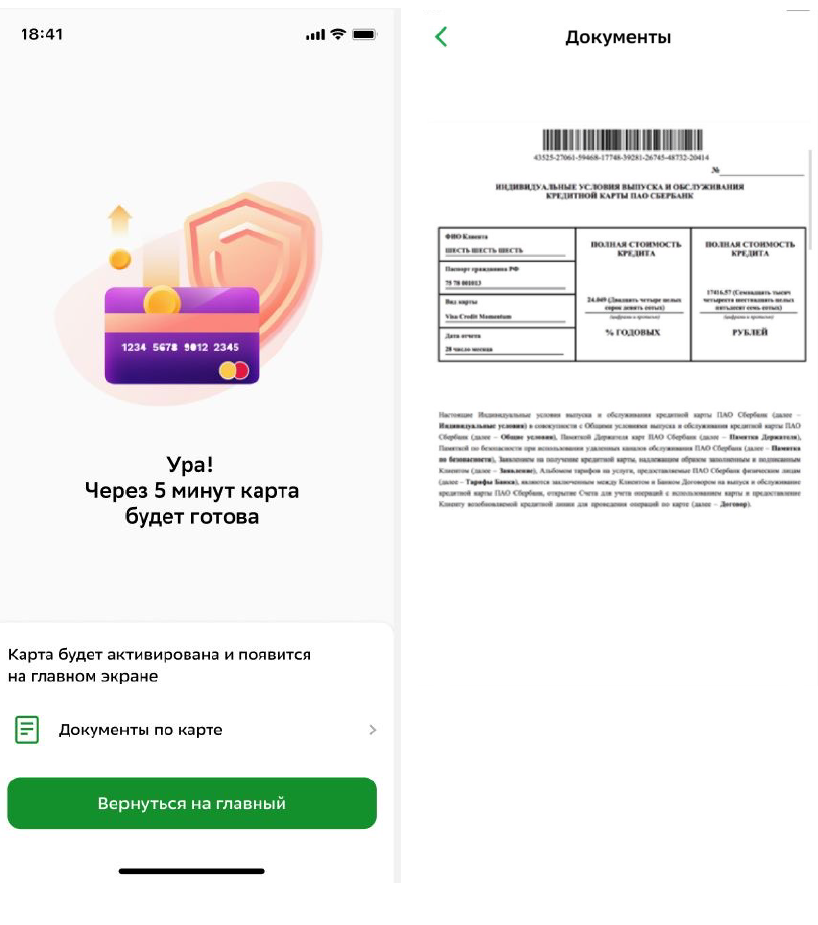 18:41
1234 5678 9012 2345
Ура!
Через 5 минут карта
будет готова
Карта будет активирована и появится
на главном экране
Документы по карте
Вернуться на главный
Документы
43525-27061-59468-17748-39281-26745-48732-20414
№
ИНДИВИДУАЛЬНЫЕ УСЛОВИЯ ВЫПУСКА И ОБСЛУЖИВАНИЯ
КРЕДИТНОЙ КАРТЫ ПАО СБЕРБАНК
ФИО Клиента
ШЕСТЬ ШЕСТЬ ШЕСТЬ
Паспорт гражданина РФ
75 78 001013
Вид карты
Visa Credit Momentum
Дата отчета
28 число месяца
ПОЛНАЯ СТОИМОСТЬ
КРЕДИТА
24.049 (Двадцать четыре целых
сорок девять сотых)
(цифрами и прописью)
% ГОДОВЫХ
ПОЛНАЯ СТОИМОСТЬ
КРЕДИТА
17416.57 (Семнадцать тысяч
четыреста шестнадцать целых
пятьдесят семь сотых)
(цифрами и прописью)
РУБЛЕЙ
Настоящие Индивидуальные условия выпуска и обслуживания кредитной карты ПАО Сбербанк (далее –
Индивидуальные условия) в совокупности с Общими условиями выпуска и обслуживания кредитной карты ПАО
Сбербанк (далее – Общие условия), Памяткой Держателя карт ПАО Сбербанк (далее – Памятка Держателя),
Памяткой по безопасности при использовании удаленных каналов обслуживания ПАО Сбербанк (далее – Памятка
по безопасности), Заявлением на получение кредитной карты, надлежащим образом заполненным и подписанным
Клиентом (далее – Заявление), Альбомом тарифов на услуги, предоставляемые ПАО Сбербанк физическим лицам
(далее – Тарифы Банка), являются заключенным между Клиентом и Банком Договором на выпуск и обслуживание
кредитной карты ПАО Сбербанк, открытие Счета для учета операций с использованием карты и предоставление
Клиенту возобновляемой кредитной линии для проведения операций по карте (далее – Договор).